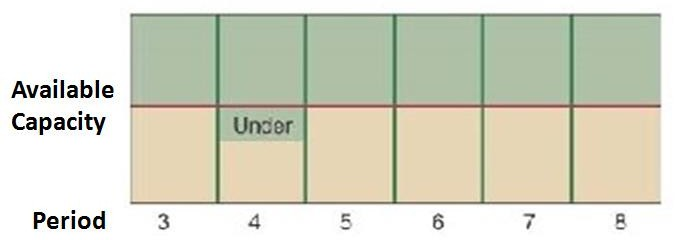 Available
Capacity
Under
Period 3 4 5 6 7 8